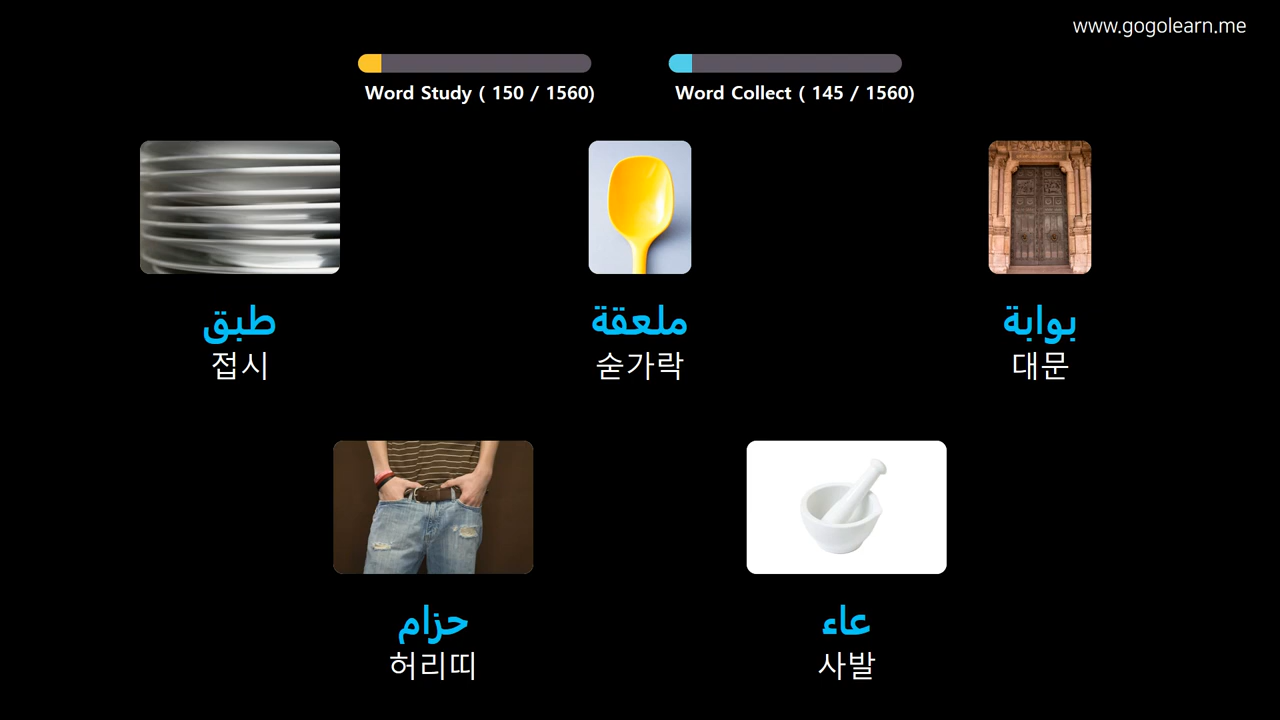 www.gogolearn.me
Word Study ( 150 / 1560)
Word Collect ( 145 / 1560)
طبق
접시
ملعقة
숟가락
بوابة
대문
حزام
허리띠
عاء
사발